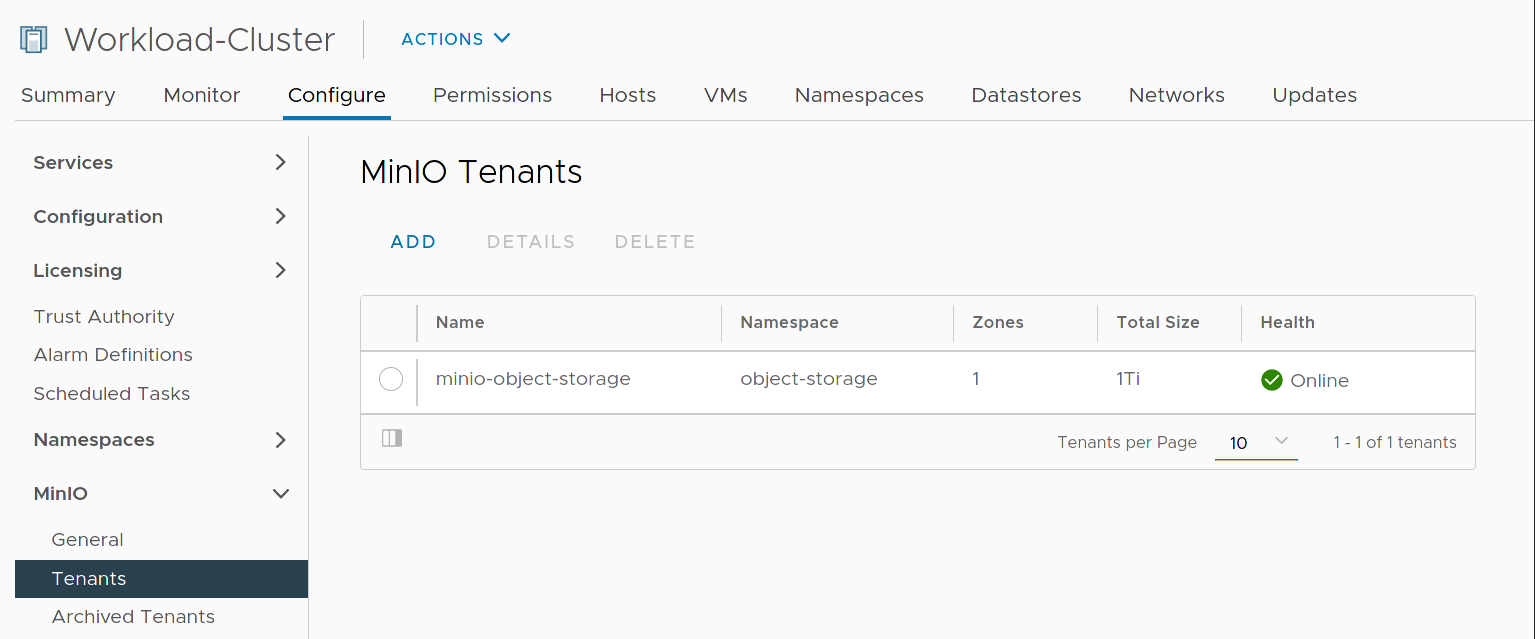 Workload-Cluster ACTIONS
Summary Monitor Configure Permissions Hosts VMs Namespaces Datastores Networks Updates
Services
Configuration
Licensing
Trust Authority
Alarm Definitions
Scheduled Tasks
Namespaces
MinIO
General
Tenants
Archived Tenants
MinIO Tenants
ADD DETAILS DELETE
Name Namespace Zones Total Size Health
minio-object-storage object-storage 1 1Ti Online
Tenants per Page 10 1 - 1 of 1 tenants